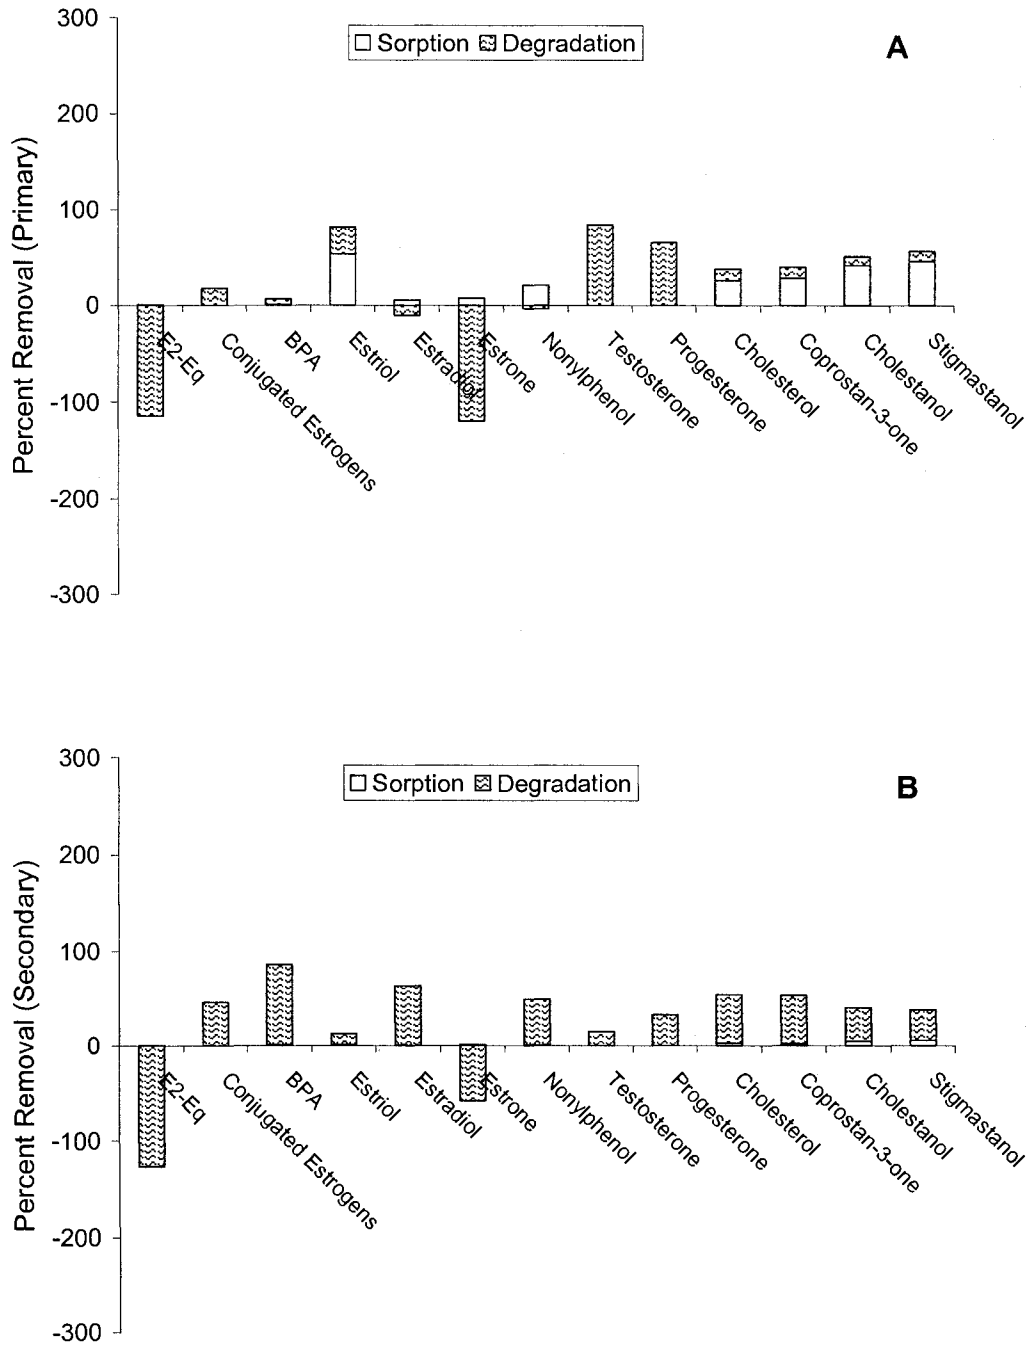 300
Sorption Degradation
A
200
100
0
-100
-200
-300
Percent Removal (Primary)
E2-Eq
Conjugated Estrogens
BPA
Estriol
Estradiol
Estrone
Nonylphenol
Testosterone
Progesterone
Cholesterol
Coprostan-3-one
Cholestanol
Stigmastanol
300
Sorption Degradation
B
200
100
0
-100
-200
-300
Percent Removal (Secondary)
E2-Eq
Conjugated Estrogens
BPA
Estriol
Estradiol
Estrone
Nonylphenol
Testosterone
Progesterone
Cholesterol
Coprostan-3-one
Cholestanol
Stigmastanol